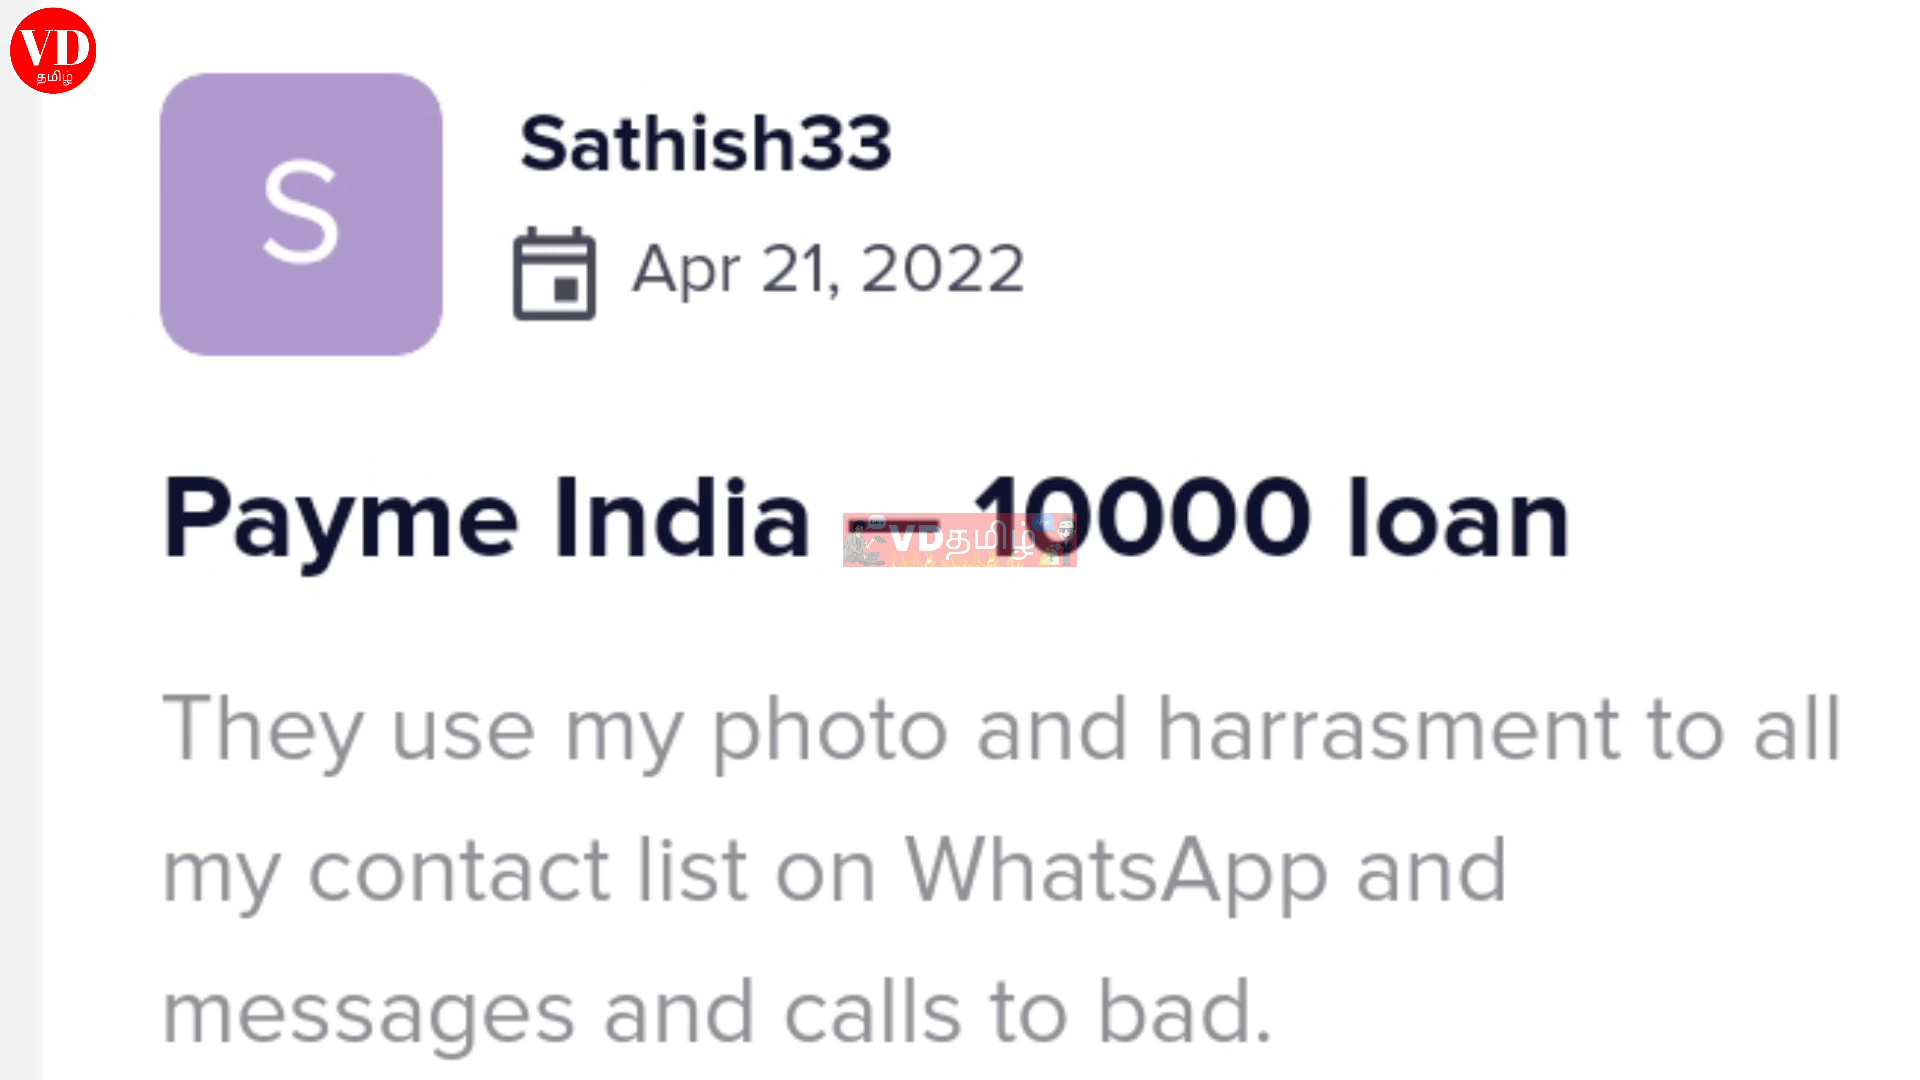 VD
தமிழ்
S
Sathish33
Apr 21, 2022
Payme India — 10000 loan
VDதமிழ்
They use my photo and harrasment to all
my contact list on WhatsApp and
messages and calls to bad.